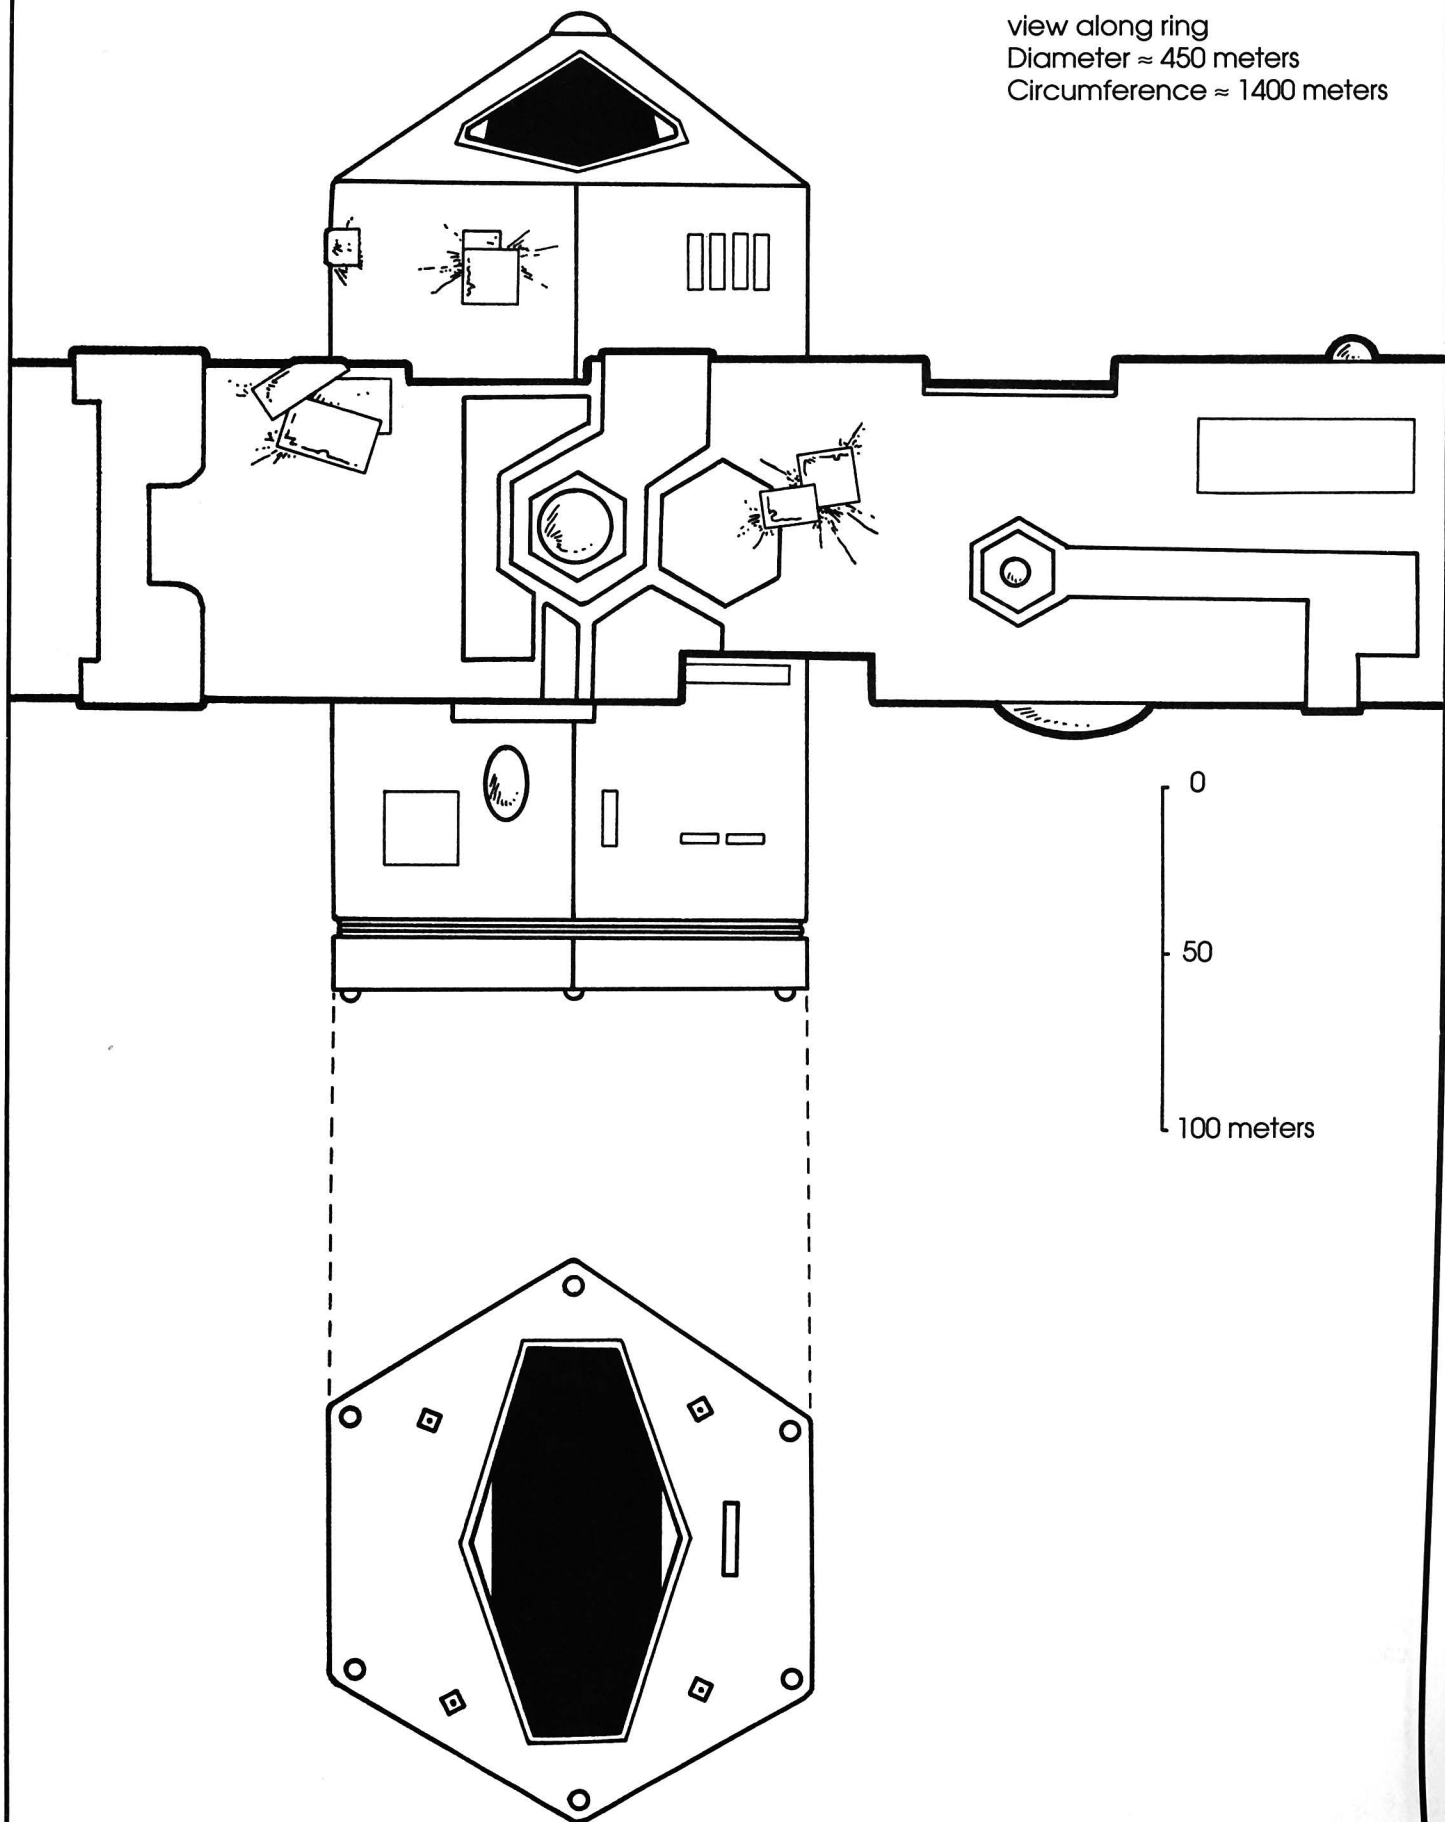 view along ring
Diameter ≈ 450 meters
Circumference ≈ 1400 meters
0
50
100 meters